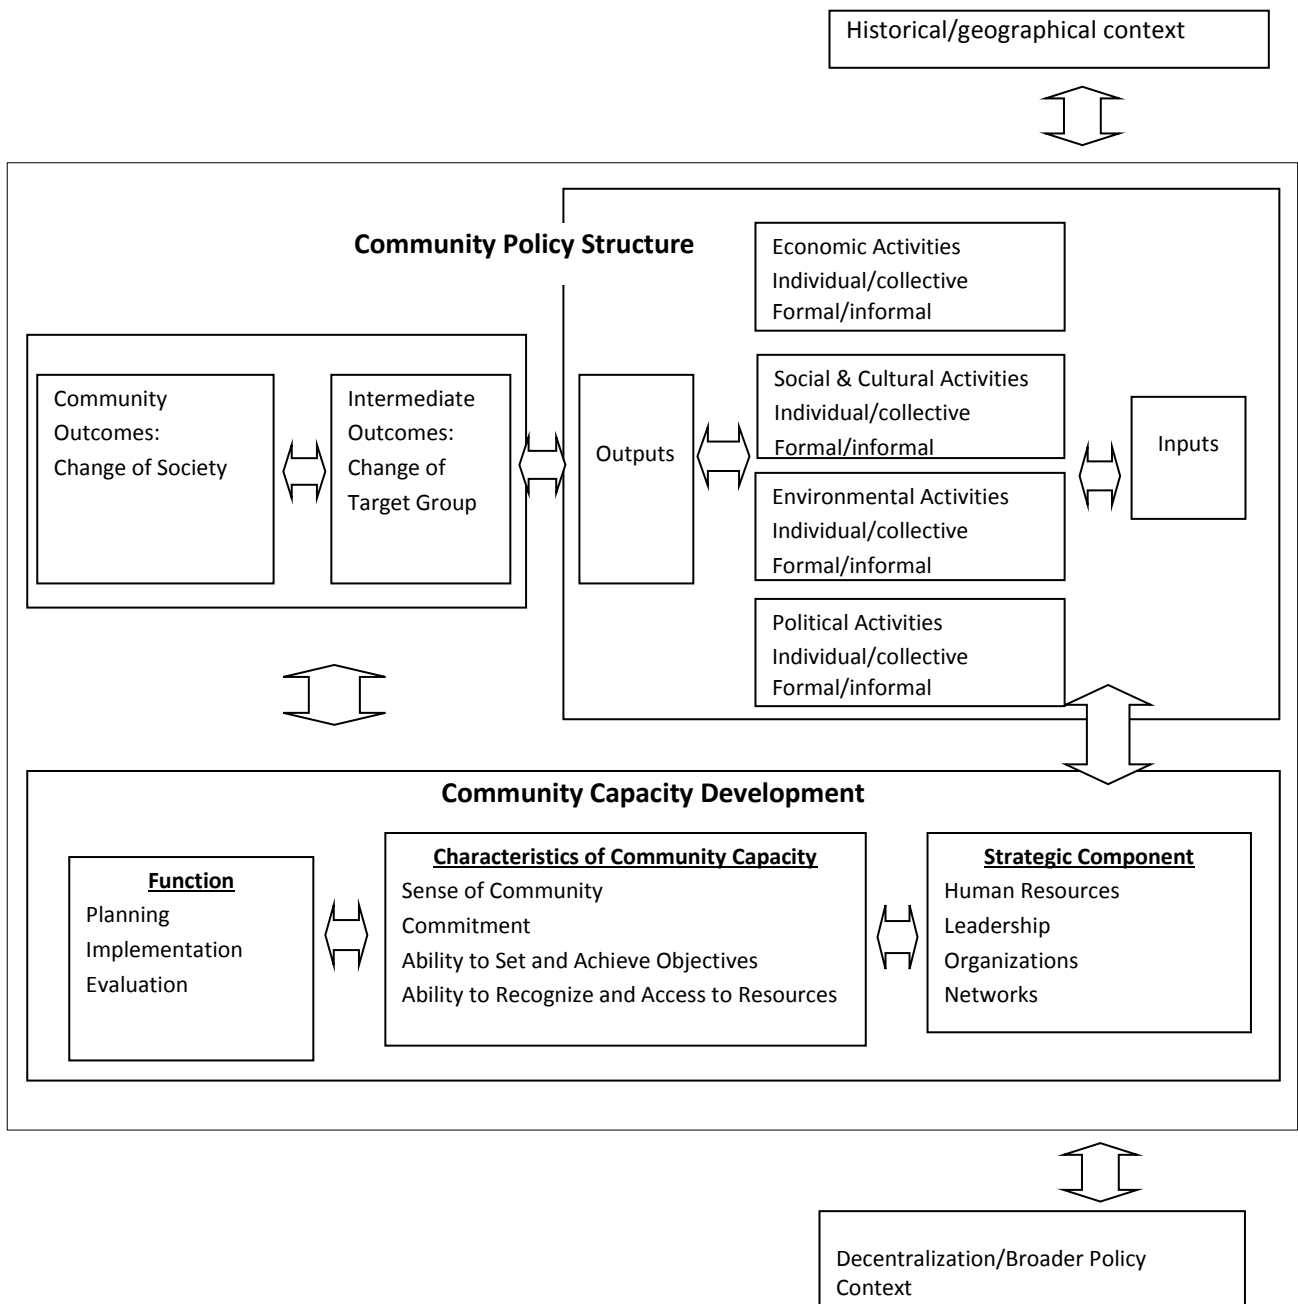 Historical/geographical context
Community Policy Structure
Economic Activities
Individual/collective
Formal/informal
Community
Outcomes:
Change of Society
Intermediate
Outcomes:
Change of
Target Group
Outputs
Social & Cultural Activities
Individual/collective
Formal/informal
Inputs
Environmental Activities
Individual/collective
Formal/informal
Political Activities
Individual/collective
Formal/informal
Community Capacity Development
Function
Planning
Implementation
Evaluation
Characteristics of Community Capacity
Sense of Community
Commitment
Ability to Set and Achieve Objectives
Ability to Recognize and Access to Resources
Strategic Component
Human Resources
Leadership
Organizations
Networks
Decentralization/Broader Policy
Context